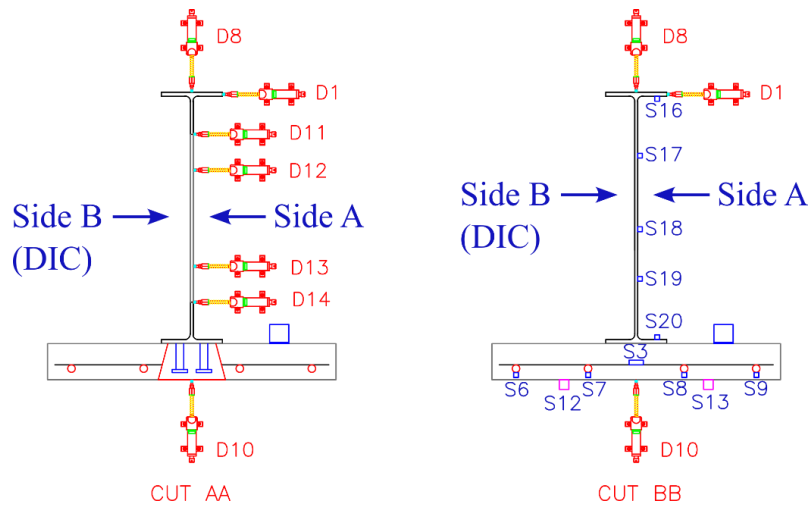 D8
D1
D11
D12
Side B
Side A
(DIC)
D13
D14
D10
CUT AA
D8
D1
S16
S17
Side B
Side A
(DIC)
S18
S19
S20
S3
S6
S7
S8
S9
S12
S13
D10
CUT BB